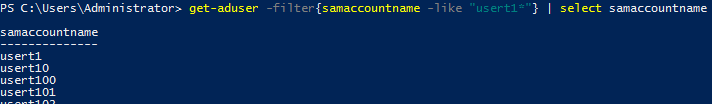 PS C:\Users\Administrator> get-aduser -filter{samaccountname -like "usert1*"} | select samaccountname
samaccountname
--------------
usert1
usert10
usert100
usert101